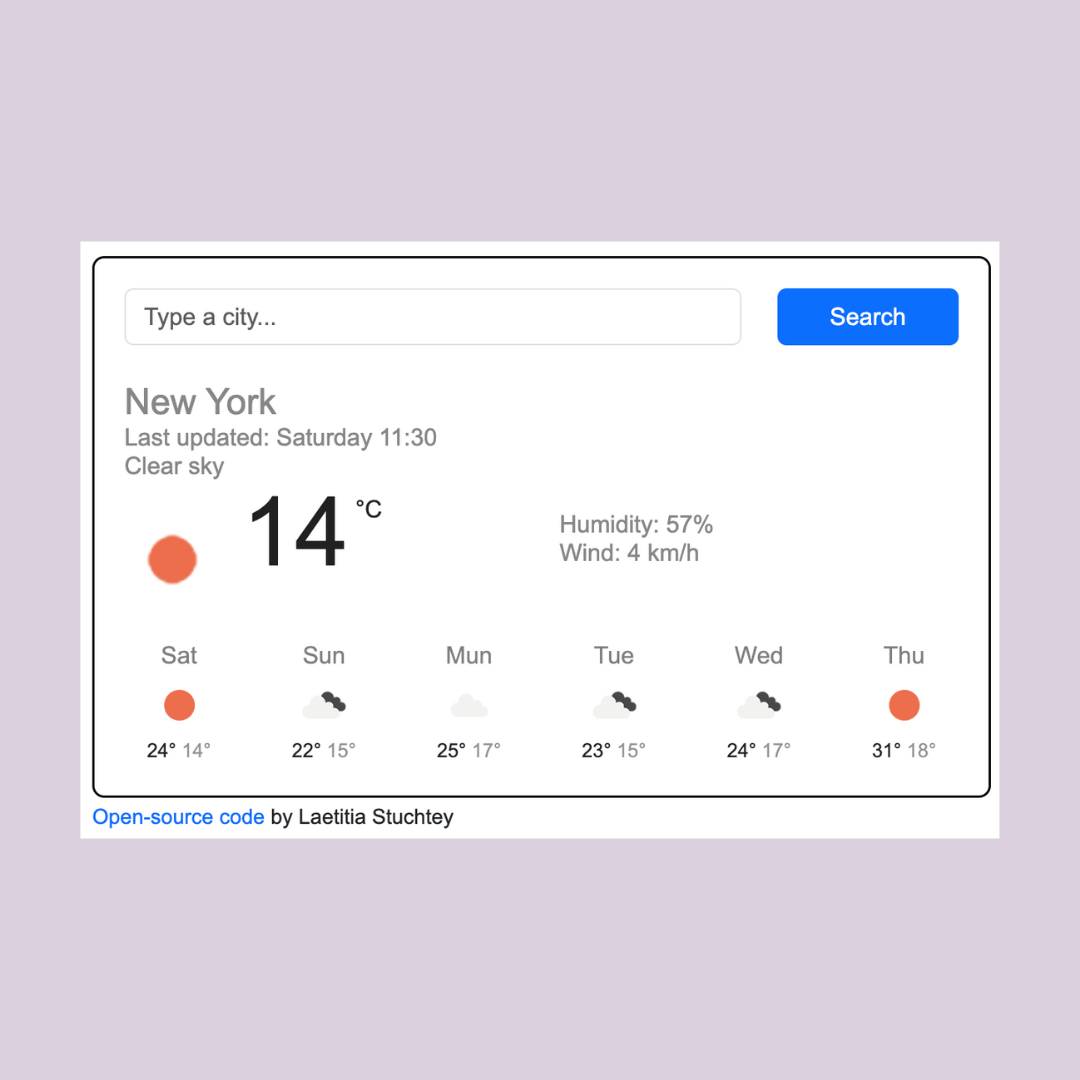 Type a city...
Search
New York
Last updated: Saturday 11:30
Clear sky
14 °C
Humidity: 57%
Wind: 4 km/h
Sat Sun Mun Tue Wed Thu
24° 14° 22° 15° 25° 17° 23° 15° 24° 17° 31° 18°
Open-source code by Laetitia Stuchtey